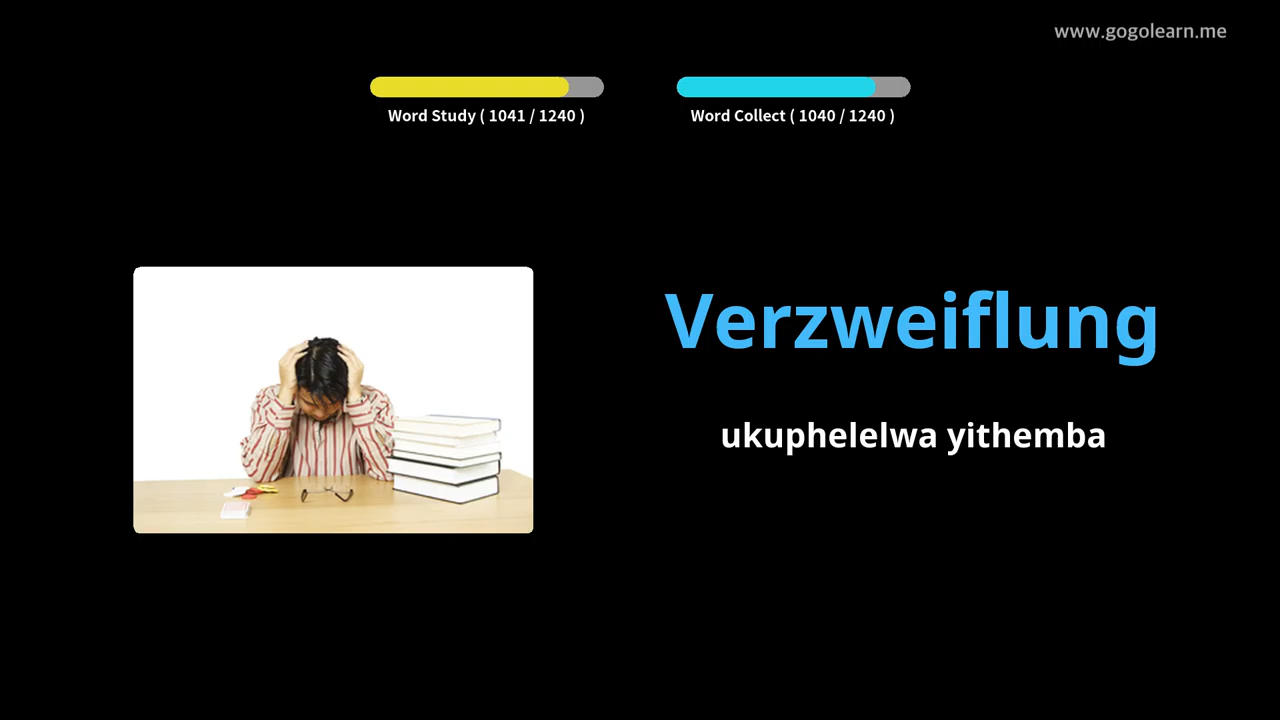 www.gogolearn.me
Word Study ( 1041 / 1240 )
Word Collect ( 1040 / 1240 )
Verzweiflung
ukuphelelwa yithemba